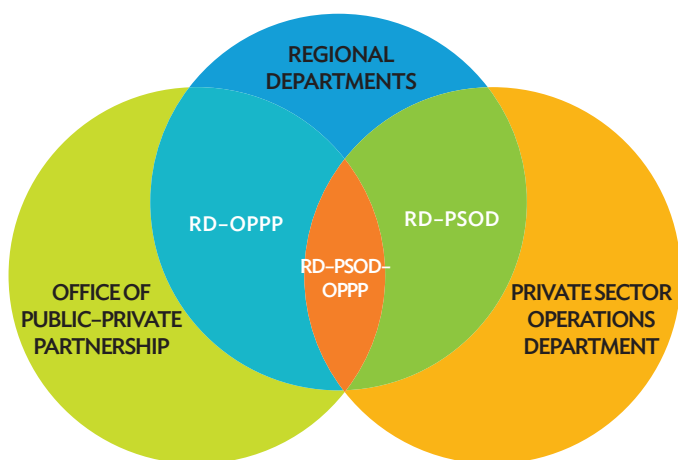 REGIONAL
DEPARTMENTS
RD–OPPP
RD–PSOD
RD–PSOD–
OPPP
OFFICE OF
PUBLIC–PRIVATE
PARTNERSHIP
PRIVATE SECTOR
OPERATIONS
DEPARTMENT